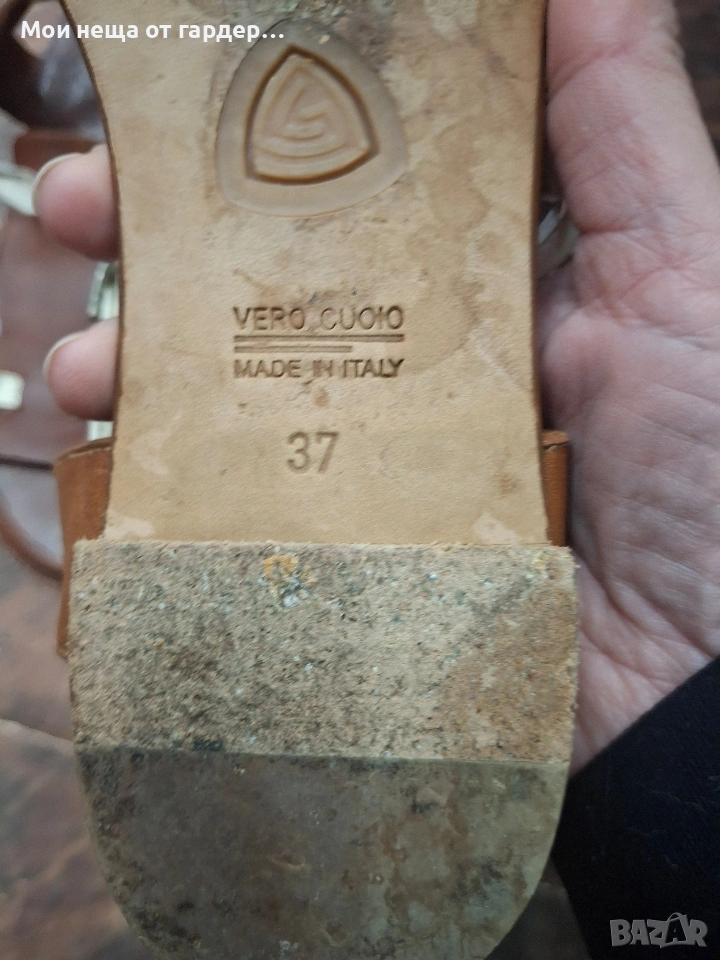 Мои неща от гардер...
VERO CUOIO
MADE IN ITALY
37
BAZAR